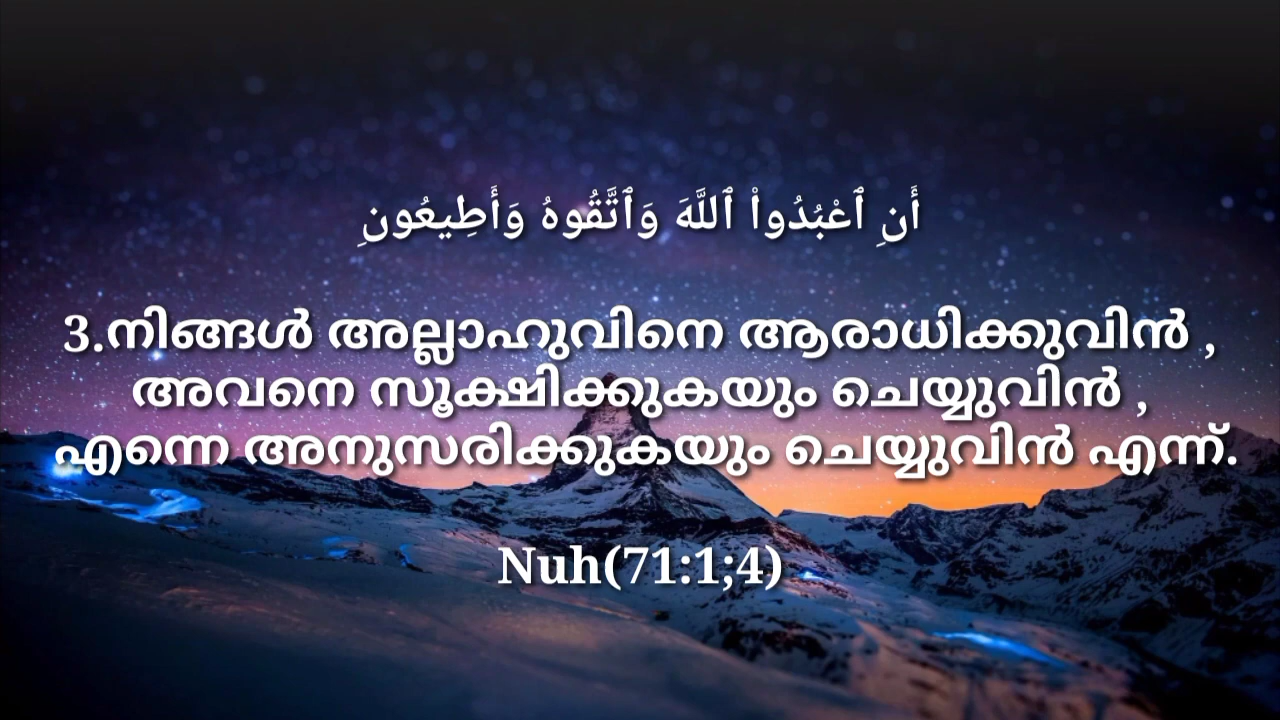 أَنِ ٱعْبُدُوا۟ ٱللَّهَ وَٱتَّقُوهُ وَأَطِيعُونِ
3.നിങ്ങൾ അല്ലാഹുവിനെ ആരാധിക്കുവിൻ ,
അവനെ സൂക്ഷിക്കുകയും ചെയ്യുവിൻ ,
എന്നെ അനുസരിക്കുകയും ചെയ്യുവിൻ എന്ന്.
Nuh(71:1;4)